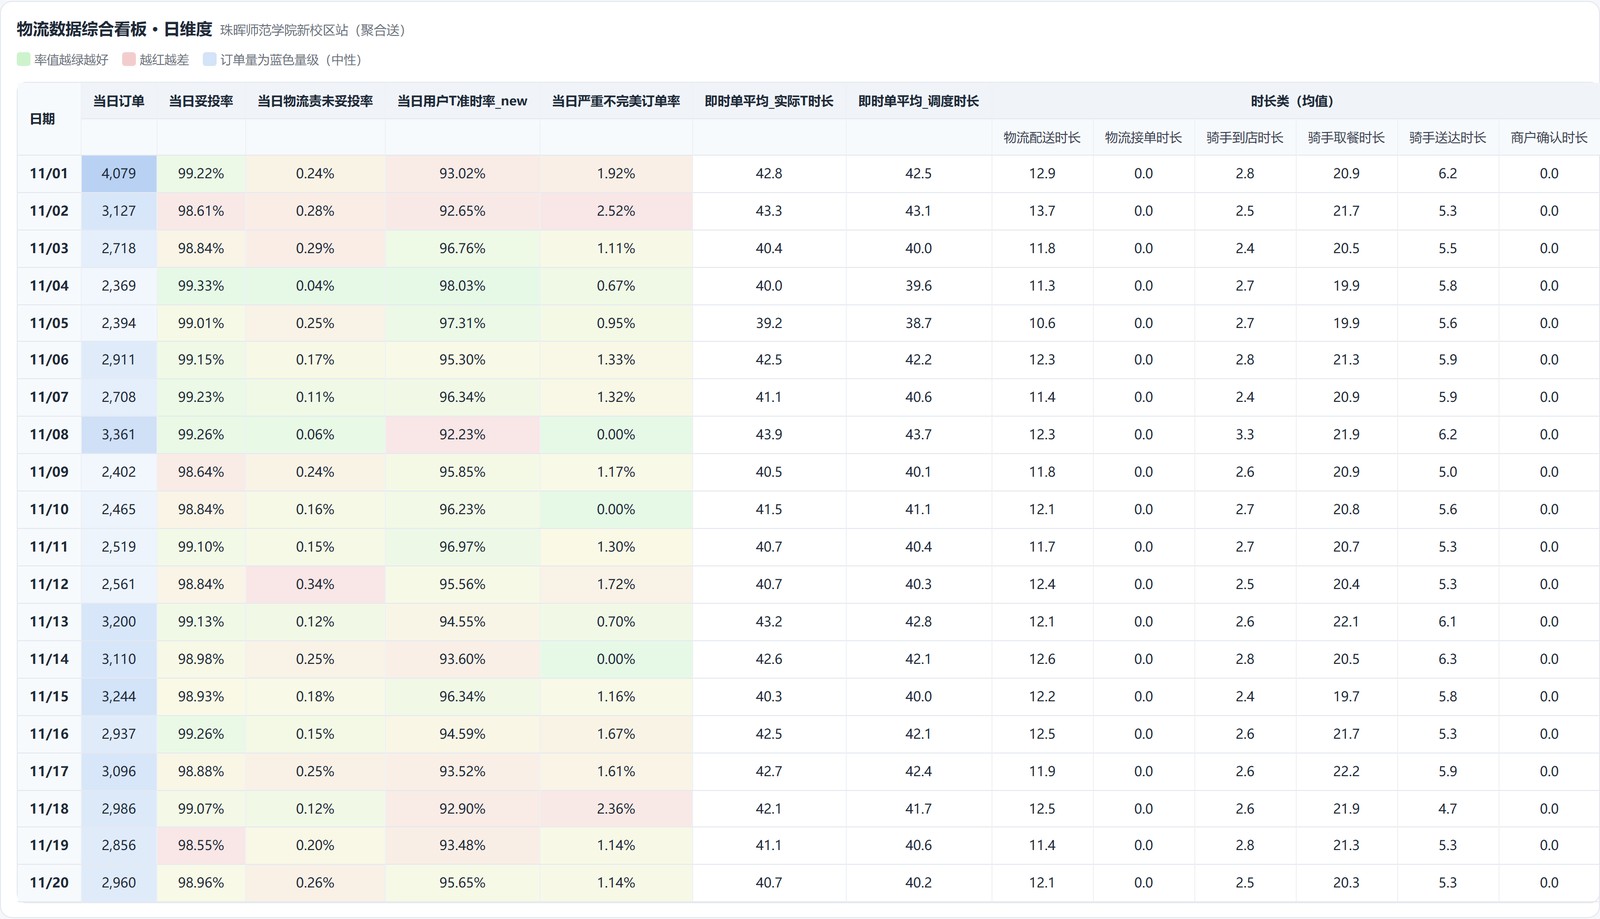 物流数据综合看板 • 日维度 珠晖师范学院新校区站（聚合送）
率值越绿越好 越红越差 订单量为蓝色量级（中性）
日期 当日订单 当日妥投率 当日物流责未妥投率 当日用户T准时率_new 当日严重不完美订单率 即时单平均_实际T时长 即时单平均_调度时长 时长类（均值）
物流配送时长 物流接单时长 骑手到店时长 骑手取餐时长 骑手送达时长 商户确认时长
11/01 4,079 99.22% 0.24% 93.02% 1.92% 42.8 42.5 12.9 0.0 2.8 20.9 6.2 0.0
11/02 3,127 98.61% 0.28% 92.65% 2.52% 43.3 43.1 13.7 0.0 2.5 21.7 5.3 0.0
11/03 2,718 98.84% 0.29% 96.76% 1.11% 40.4 40.0 11.8 0.0 2.4 20.5 5.5 0.0
11/04 2,369 99.33% 0.04% 98.03% 0.67% 40.0 39.6 11.3 0.0 2.7 19.9 5.8 0.0
11/05 2,394 99.01% 0.25% 97.31% 0.95% 39.2 38.7 10.6 0.0 2.7 19.9 5.6 0.0
11/06 2,911 99.15% 0.17% 95.30% 1.33% 42.5 42.2 12.3 0.0 2.8 21.3 5.9 0.0
11/07 2,708 99.23% 0.11% 96.34% 1.32% 41.1 40.6 11.4 0.0 2.4 20.9 5.9 0.0
11/08 3,361 99.26% 0.06% 92.23% 0.00% 43.9 43.7 12.3 0.0 3.3 21.9 6.2 0.0
11/09 2,402 98.64% 0.24% 95.85% 1.17% 40.5 40.1 11.8 0.0 2.6 20.9 5.0 0.0
11/10 2,465 98.84% 0.16% 96.23% 0.00% 41.5 41.1 12.1 0.0 2.7 20.8 5.6 0.0
11/11 2,519 99.10% 0.15% 96.97% 1.30% 40.7 40.4 11.7 0.0 2.7 20.7 5.3 0.0
11/12 2,561 98.84% 0.34% 95.56% 1.72% 40.7 40.3 12.4 0.0 2.5 20.4 5.3 0.0
11/13 3,200 99.13% 0.12% 94.55% 0.70% 43.2 42.8 12.1 0.0 2.6 22.1 6.1 0.0
11/14 3,110 98.98% 0.25% 93.60% 0.00% 42.6 42.1 12.6 0.0 2.8 20.5 6.3 0.0
11/15 3,244 98.93% 0.18% 96.34% 1.16% 40.3 40.0 12.2 0.0 2.4 19.7 5.8 0.0
11/16 2,937 99.26% 0.15% 94.59% 1.67% 42.5 42.1 12.5 0.0 2.6 21.7 5.3 0.0
11/17 3,096 98.88% 0.25% 93.52% 1.61% 42.7 42.4 11.9 0.0 2.6 22.2 5.9 0.0
11/18 2,986 99.07% 0.12% 92.90% 2.36% 42.1 41.7 12.5 0.0 2.6 21.9 4.7 0.0
11/19 2,856 98.55% 0.20% 93.48% 1.14% 41.1 40.6 11.4 0.0 2.8 21.3 5.3 0.0
11/20 2,960 98.96% 0.26% 95.65% 1.14% 40.7 40.2 12.1 0.0 2.5 20.3 5.3 0.0